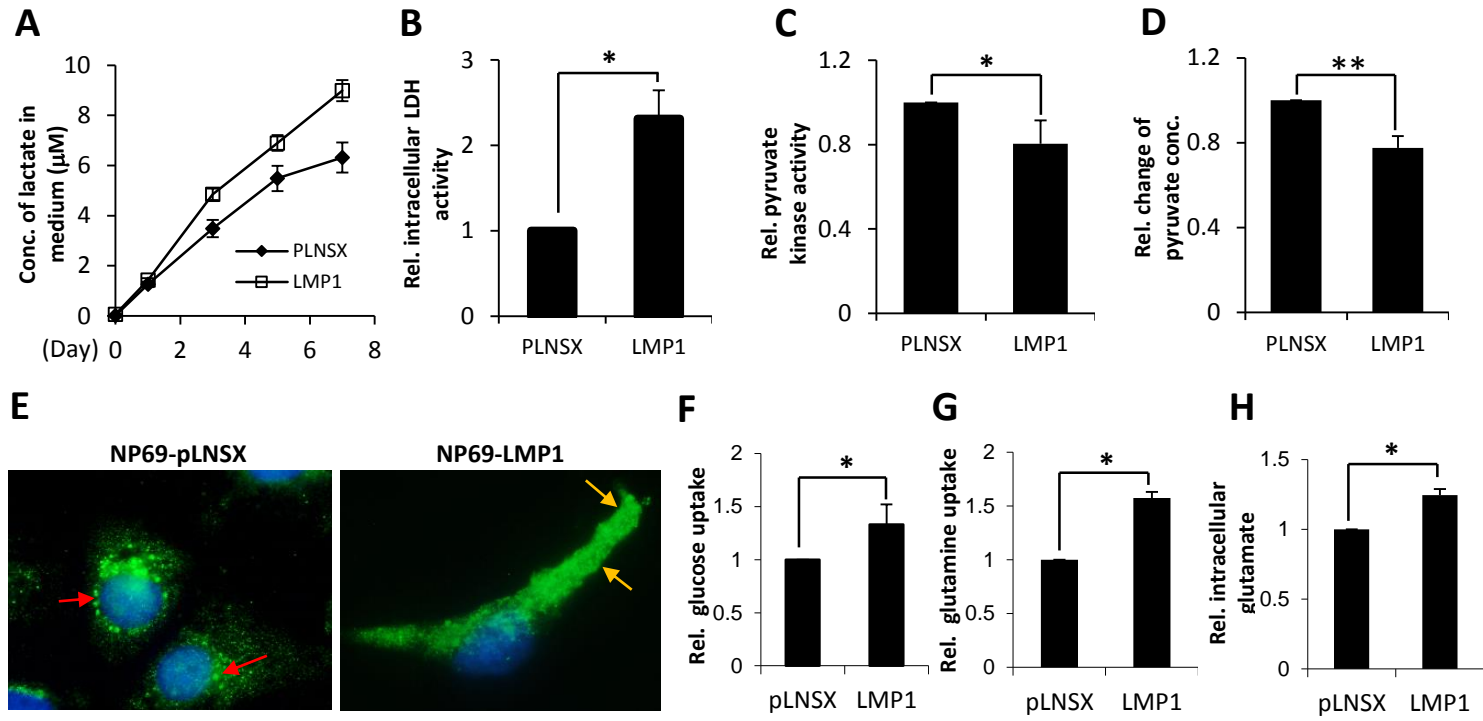 A
Conc. of lactate in
medium (µM)
10
8
6
4
2
0
(Day) 0 2 4 6 8
PLNSX
LMP1
B
Rel. intracellular LDH
activity
3
2
1
0
*
PLNSX LMP1
C
Rel. pyruvate
kinase activity
1.2
0.8
0.4
0
*
PLNSX LMP1
D
Rel. change of
pyruvate conc.
1.2
0.8
0.4
0
**
PLNSX LMP1
E
NP69-pLNSX NP69-LMP1
F
Rel. glucose uptake
2
1.5
1
0.5
0
*
pLNSX LMP1
G
Rel. glutamine uptake
2
1.5
1
0.5
0
*
pLNSX LMP1
H
Rel. intracellular
glutamate
1.5
1
0.5
0
*
pLNSX LMP1